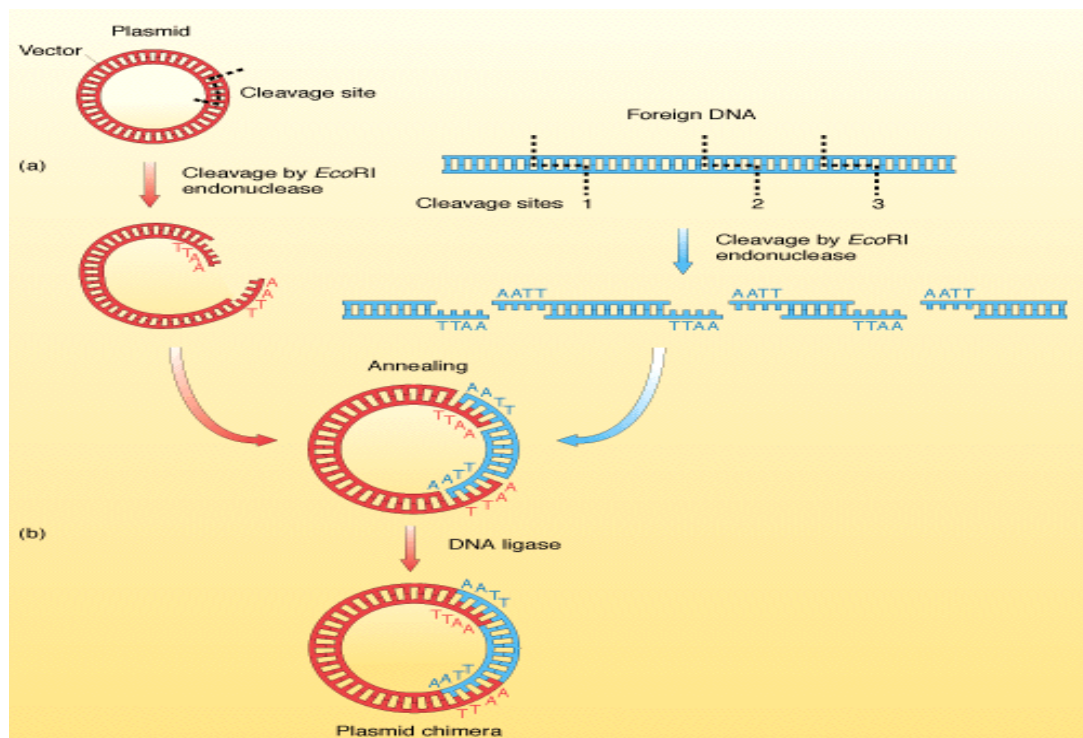 Plasmid
Vector
Cleavage site
Foreign DNA
(a)
Cleavage by EcoRI
endonuclease
Cleavage sites 1 2 3
Cleavage by EcoRI
endonuclease
TTAA
TTAA
AATT AATT AATT
TTAA TTAA TTAA
Annealing
AATT
TTAA
AATT
TTAA
(b)
DNA ligase
AATT
TTAA
AATT
TTAA
Plasmid chimera